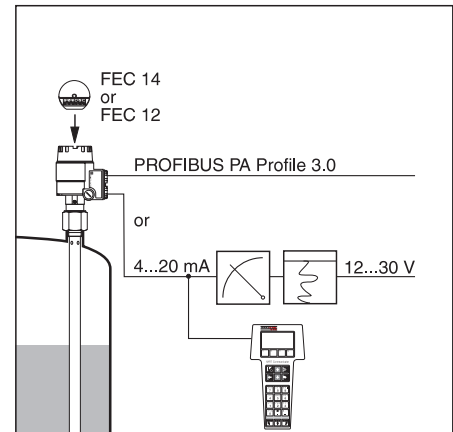 FEC 14
or
FEC 12
PROFIBUS PA Profile 3.0
or
4...20 mA
12...30 V